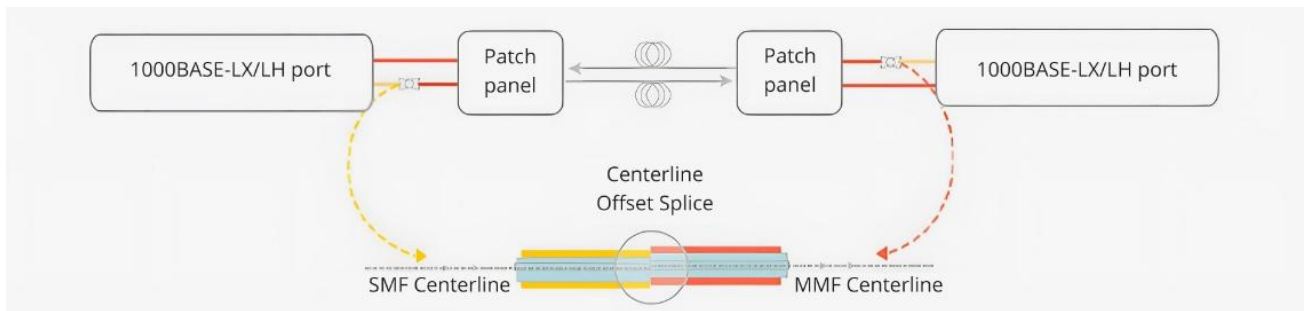 1000BASE-LX/LH port
Patch
panel
Patch
panel
1000BASE-LX/LH port
Centerline
Offset Splice
SMF Centerline
MMF Centerline